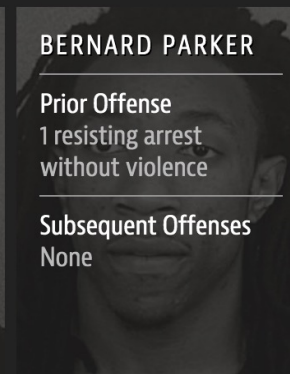 BERNARD PARKER
Prior Offense
1 resisting arrest
without violence
Subsequent Offenses
None